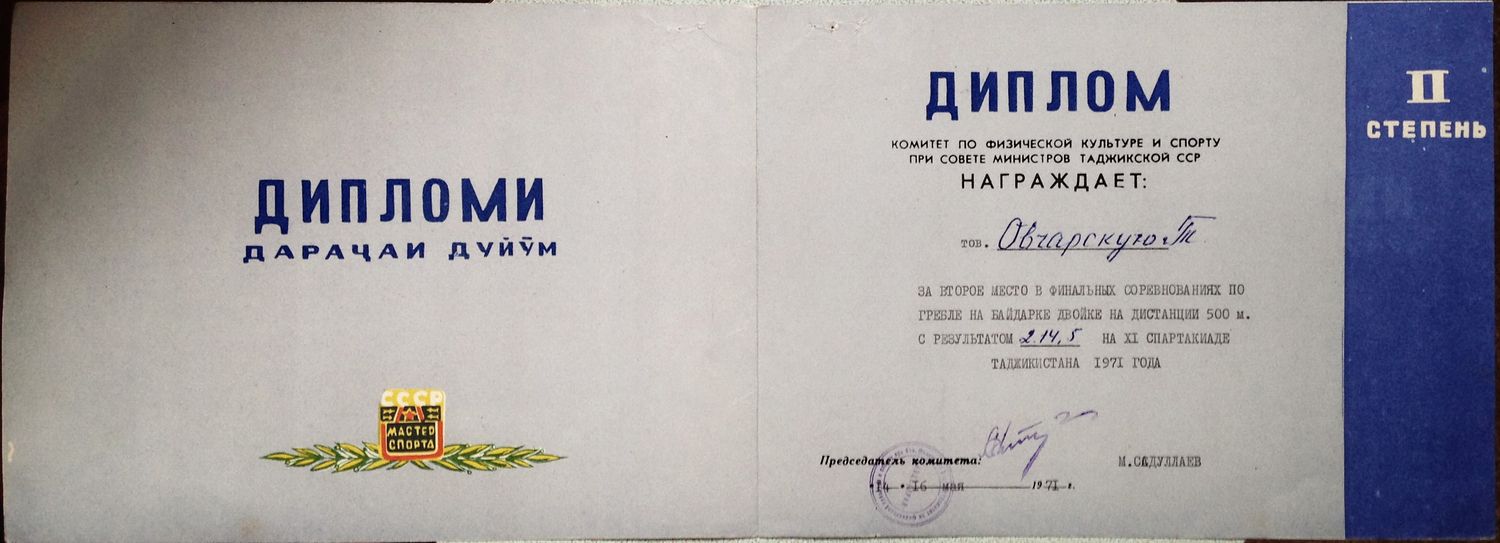 ДИПЛОМИ
ДАРАҶАИ ДУЙӮМ
СССР
МАСТЕР
СПОРТА
ДИПЛОМ
КОМИТЕТ ПО ФИЗИЧЕСКОЙ КУЛЬТУРЕ И СПОРТУ
ПРИ СОВЕТЕ МИНИСТРОВ ТАДЖИКСКОЙ ССР
НАГРАЖДАЕТ:
тов. Овчарскую Т.
ЗА ВТОРОЕ МЕСТО В ФИНАЛЬНЫХ СОРЕВНОВАНИЯХ ПО
ГРЕБЛЕ НА БАЙДАРКЕ ДВОЙКЕ НА ДИСТАНЦИИ 500 м.
С РЕЗУЛЬТАТОМ 2.14,5 НА XI СПАРТАКИАДЕ
ТАДЖИКИСТАНА 1971 ГОДА
Председатель комитета: М.САДУЛЛАЕВ
"14 - 16 мая 1971 г.
II
СТЕПЕНЬ